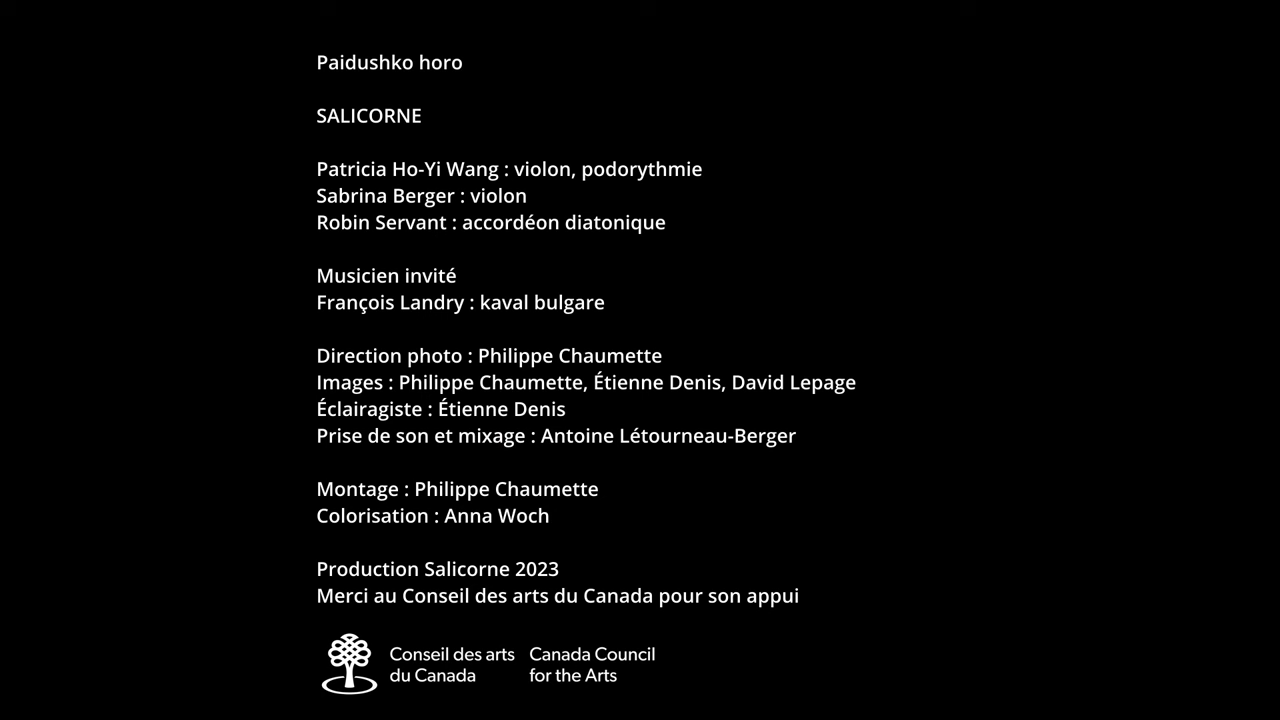 Paidushko horo
SALICORNE
Patricia Ho-Yi Wang : violon, podorythmie
Sabrina Berger : violon
Robin Servant : accordéon diatonique
Musicien invité
François Landry : kaval bulgare
Direction photo : Philippe Chaumette
Images : Philippe Chaumette, Étienne Denis, David Lepage
Éclairagiste : Étienne Denis
Prise de son et mixage : Antoine Létourneau-Berger
Montage : Philippe Chaumette
Colorisation : Anna Woch
Production Salicorne 2023
Merci au Conseil des arts du Canada pour son appui
Conseil des arts
du Canada
Canada Council
for the Arts